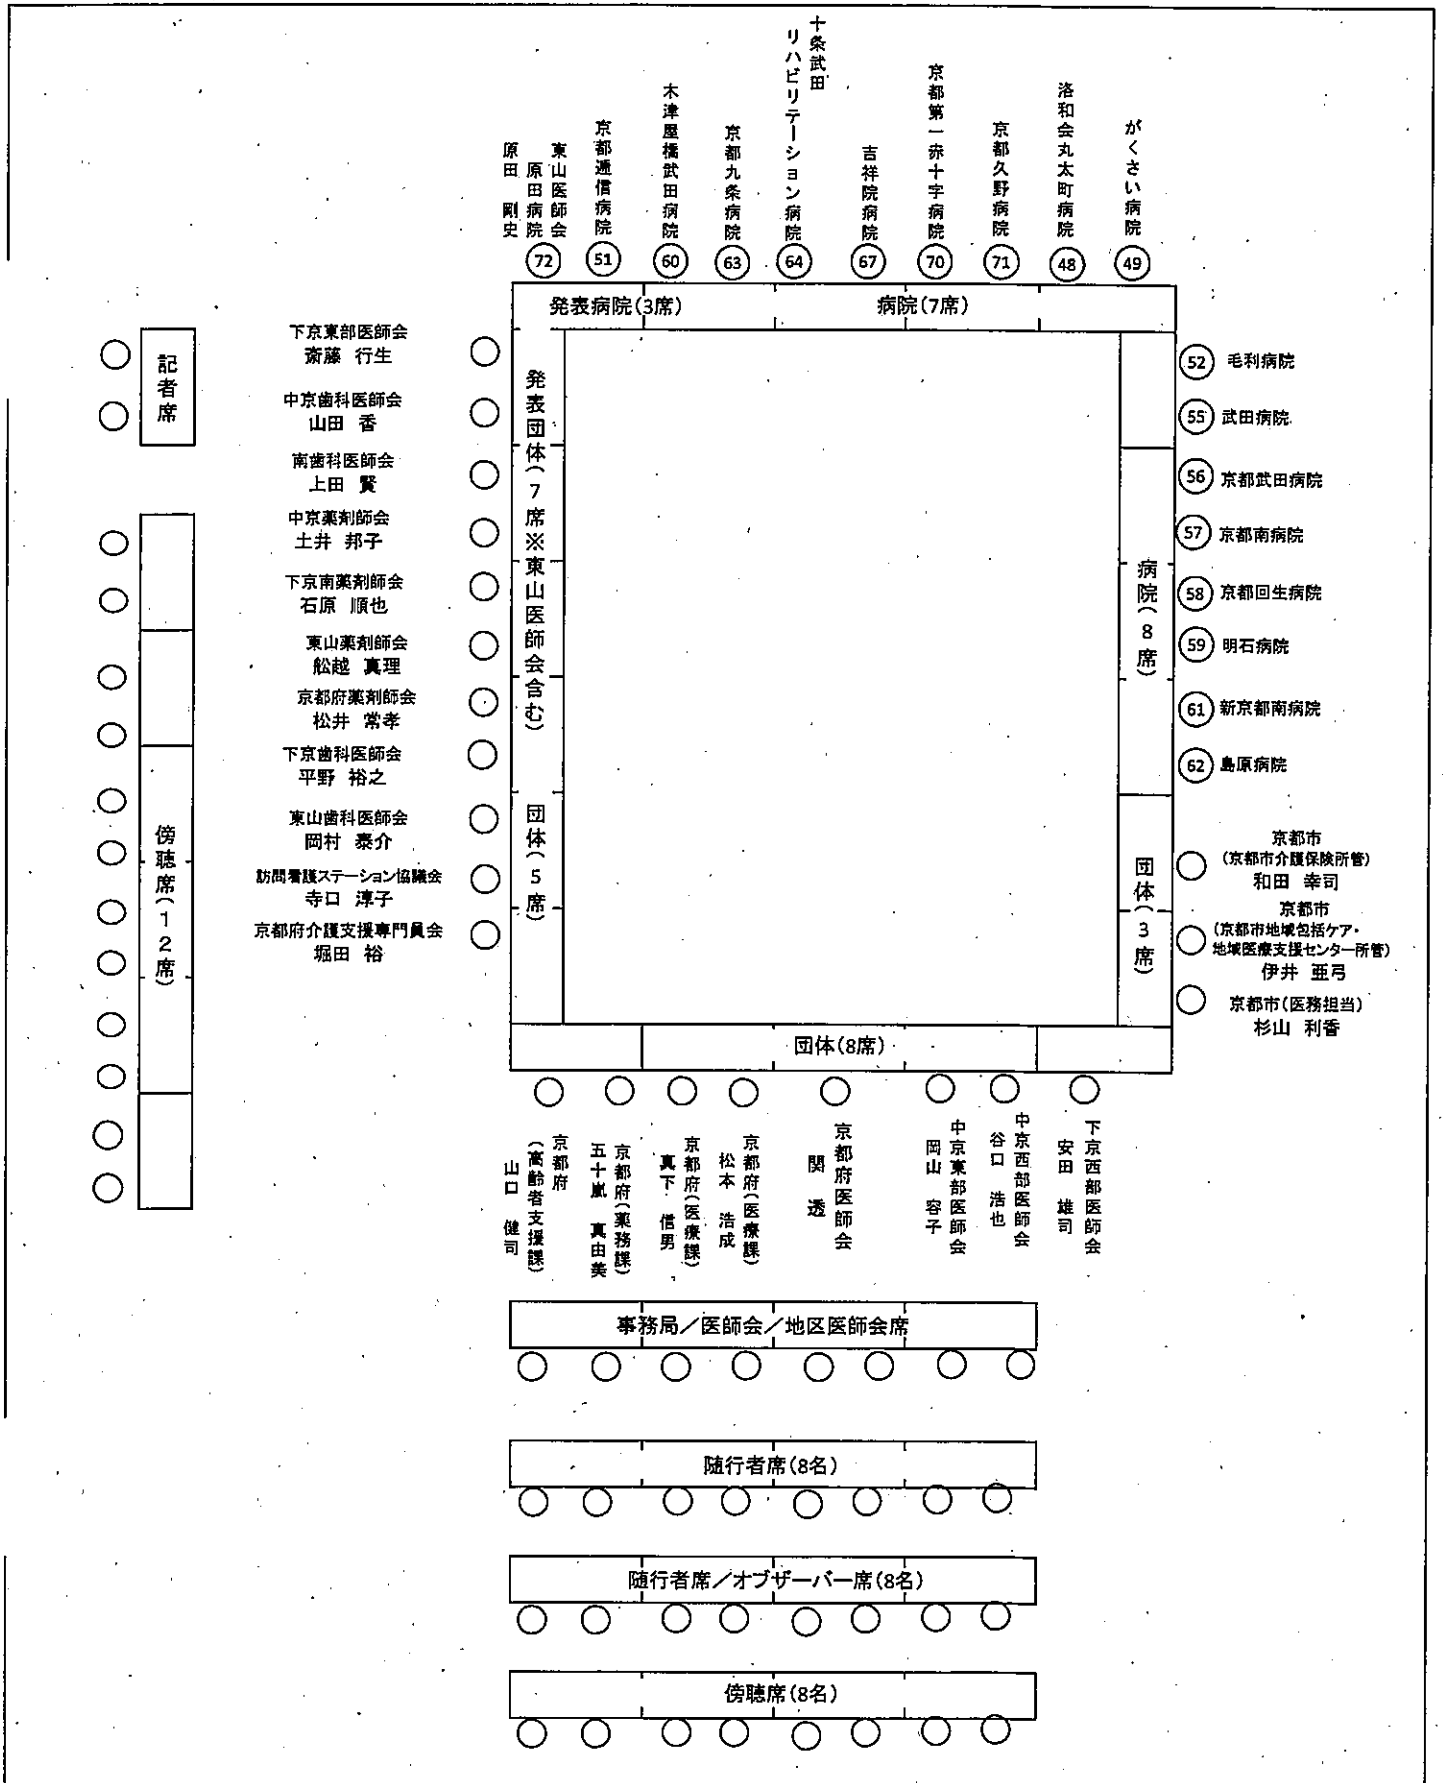 東山医師会
原田病院
原田 剛史
京都逓信病院
木津屋橋武田病院
京都九条病院
十条武田
リハビリテーション病院
吉祥院病院
京都第一赤十字病院
京都久野病院
洛和会丸太町病院
がくさい病院
72
51
60
63
64
67
70
71
48
49
発表病院(3席)
病院(7席)
記者席
下京東部医師会
斎藤 行生
中京歯科医師会
山田 香
南歯科医師会
上田 賢
中京薬剤師会
土井 邦子
下京南薬剤師会
石原 順也
東山薬剤師会
舩越 真理
京都府薬剤師会
松井 常孝
下京歯科医師会
平野 裕之
東山歯科医師会
岡村 泰介
訪問看護ステーション協議会
寺口 淳子
京都府介護支援専門員会
堀田 裕
発表団体(7席※東山医師会含む)
団体(5席)
傍聴席(12席)
52 毛利病院
55 武田病院
56 京都武田病院
57 京都南病院
58 京都回生病院
59 明石病院
61 新京都南病院
62 島原病院
病院(8席)
団体(3席)
京都市
(京都市介護保険所管)
和田 幸司
京都市
(京都市地域包括ケア・
地域医療支援センター所管)
伊井 亜弓
京都市(医務担当)
杉山 利香
団体(8席)
京都府
(高齢者支援課)
山口 健司
京都府(薬務課)
五十嵐 真由美
京都府(医療課)
真下 信男
京都府(医療課)
松本 浩成
京都府医師会
関 透
中京東部医師会
岡山 容子
中京西部医師会
谷口 浩也
下京西部医師会
安田 雄司
事務局/医師会/地区医師会席
随行者席(8名)
随行者席/オブザーバー席(8名)
傍聴席(8名)